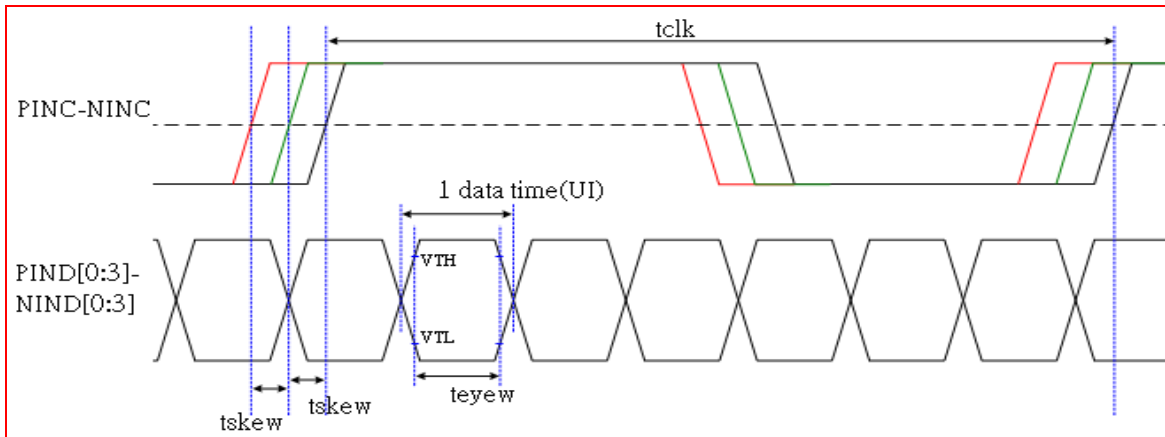 tclk
PINC-NINC
1 data time(UI)
VTH
PIND[0:3]-
NIND[0:3]
VTL
teyew
tskew
tskew